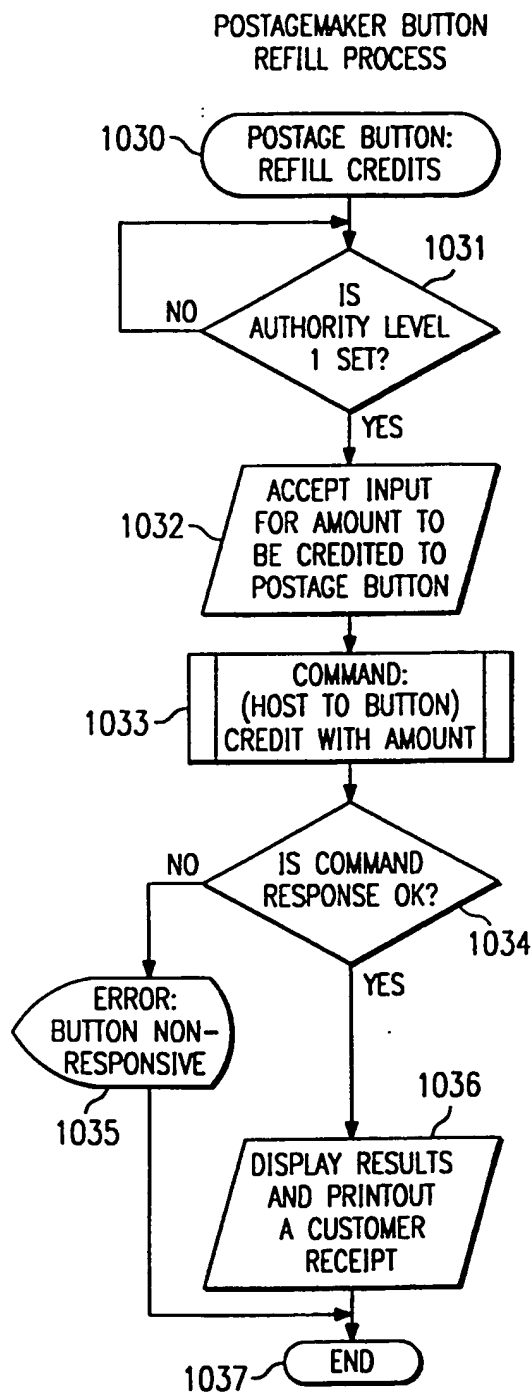 POSTAGEMAKER BUTTON
REFILL PROCESS
1030
POSTAGE BUTTON:
REFILL CREDITS
1031
IS
AUTHORITY LEVEL
1 SET?
NO
YES
1032
ACCEPT INPUT
FOR AMOUNT TO
BE CREDITED TO
POSTAGE BUTTON
1033
COMMAND:
(HOST TO BUTTON)
CREDIT WITH AMOUNT
NO
IS COMMAND
RESPONSE OK?
1034
YES
ERROR:
BUTTON NON-
RESPONSIVE
1035
1036
DISPLAY RESULTS
AND PRINTOUT
A CUSTOMER
RECEIPT
END
1037